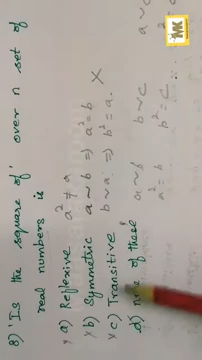 8) 'Is the square of' over n set of
real numbers is
x a) Reflexive a² ≠ a
x b) Symmetric a ~ b ⇒ a² = b
b ~ a ⇒ b² = a. X
x c) Transitive a ~ b b ~ c a ~ c
a² = b b² = c
d) none of these
MK